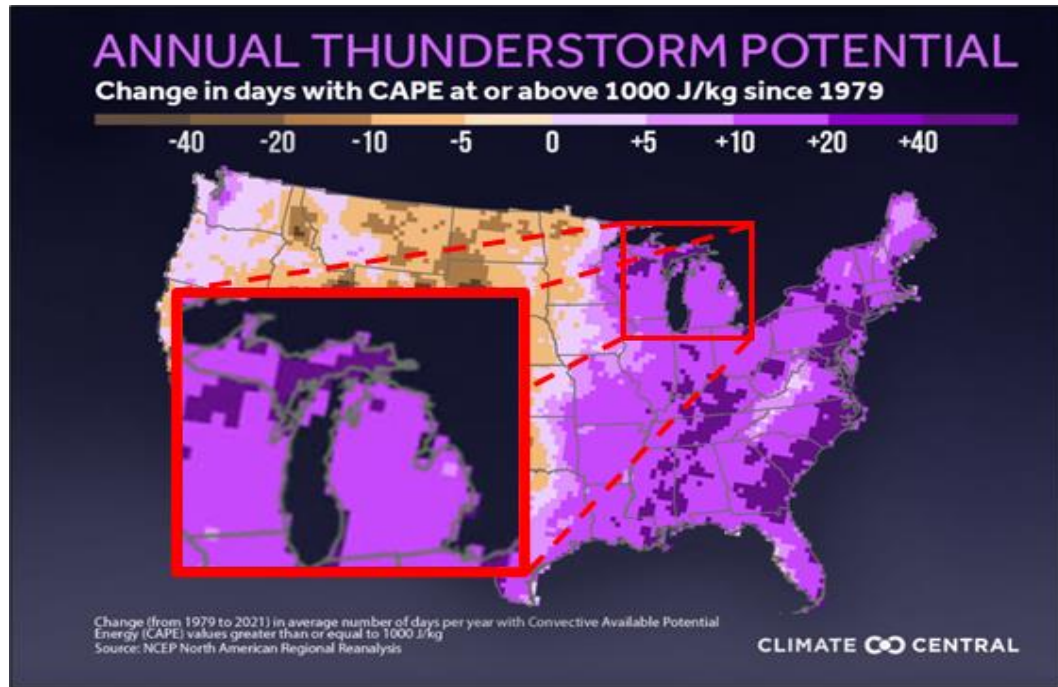 ANNUAL THUNDERSTORM POTENTIAL
Change in days with CAPE at or above 1000 J/kg since 1979
-40 -20 -10 -5 0 +5 +10 +20 +40
Change (from 1979 to 2021) in average number of days per year with Convective Available Potential
Energy (CAPE) values greater than or equal to 1000 J/kg
Source: NCEP North American Regional Reanalysis
CLIMATE CENTRAL